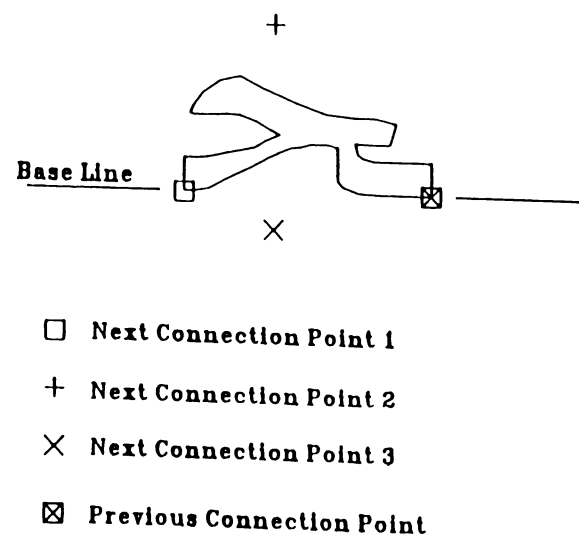 Base Line
Next Connection Point 1
Next Connection Point 2
Next Connection Point 3
Previous Connection Point